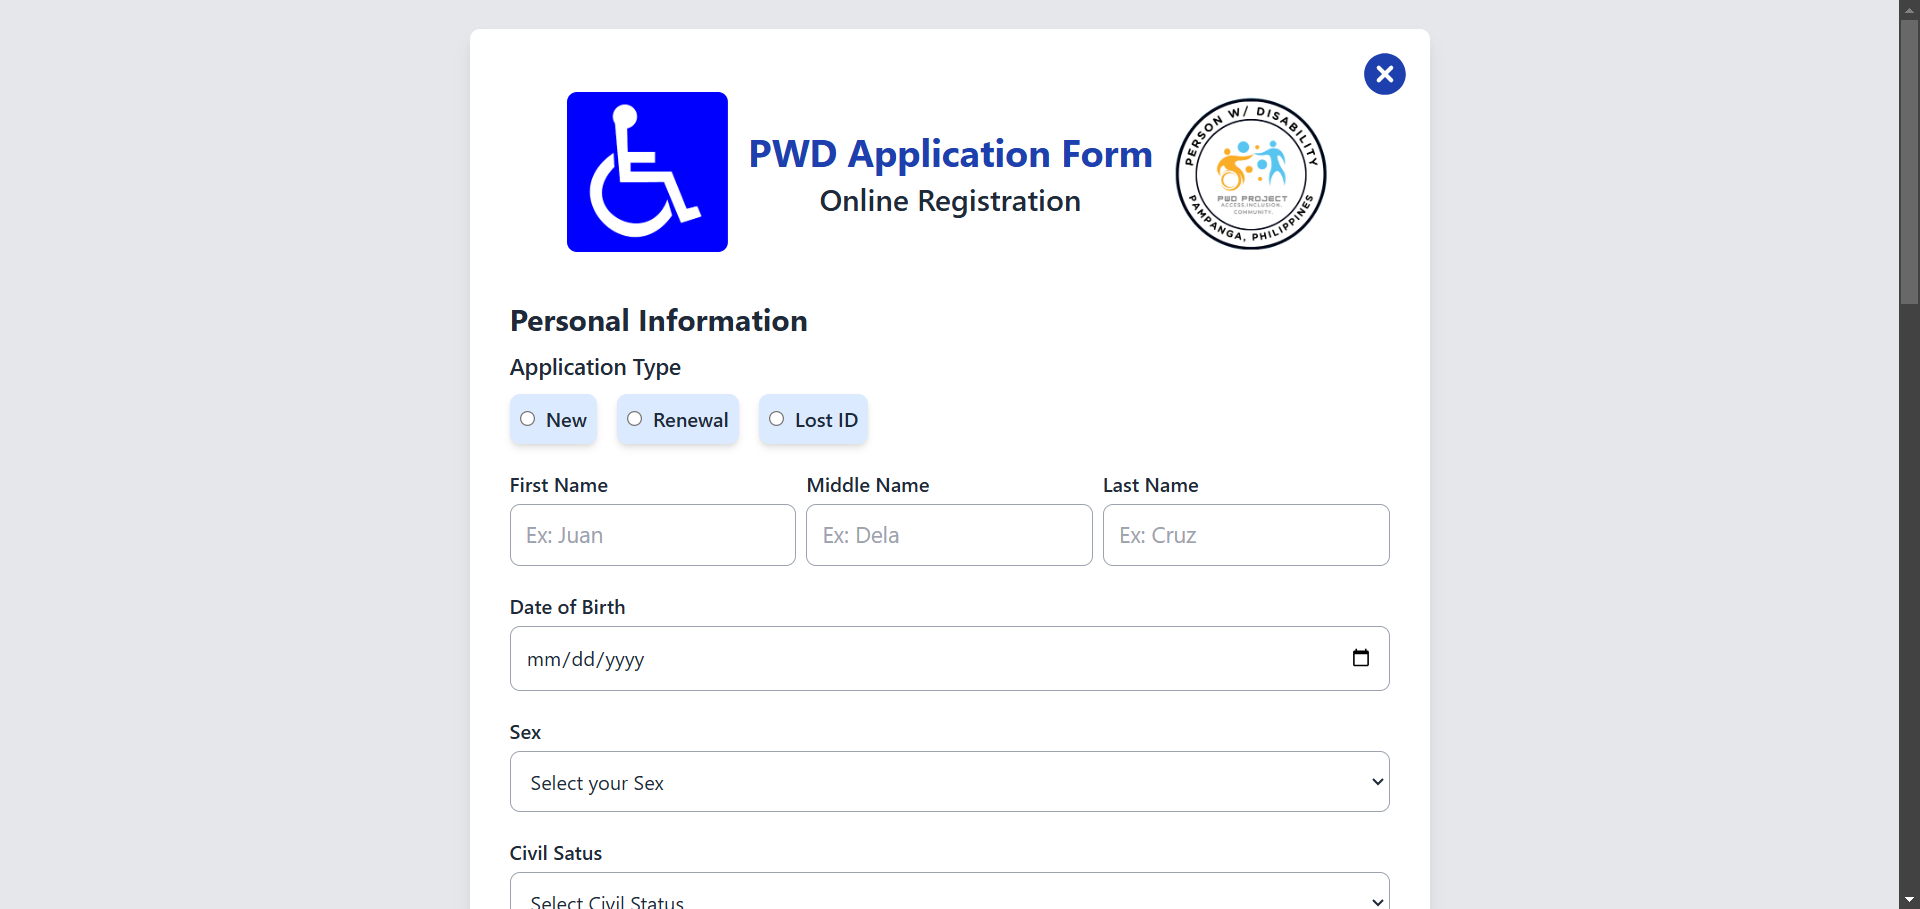 PWD Application Form
Online Registration
PERSON W/ DISABILITY
PWD PROJECT
ACCESS.INCLUSION.
COMMUNITY.
PAMPANGA, PHILIPPINES
Personal Information
Application Type
New Renewal Lost ID
First Name Middle Name Last Name
Ex: Juan Ex: Dela Ex: Cruz
Date of Birth
mm/dd/yyyy
Sex
Select your Sex
Civil Satus
Select Civil Status